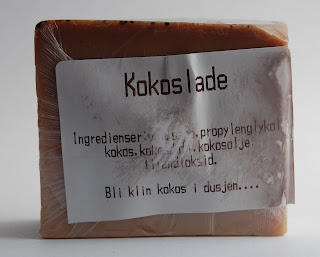 Kokoslade
Ingredienser propylenglykol
kokos. kokosolje
Bli klin kokos i dusjen....